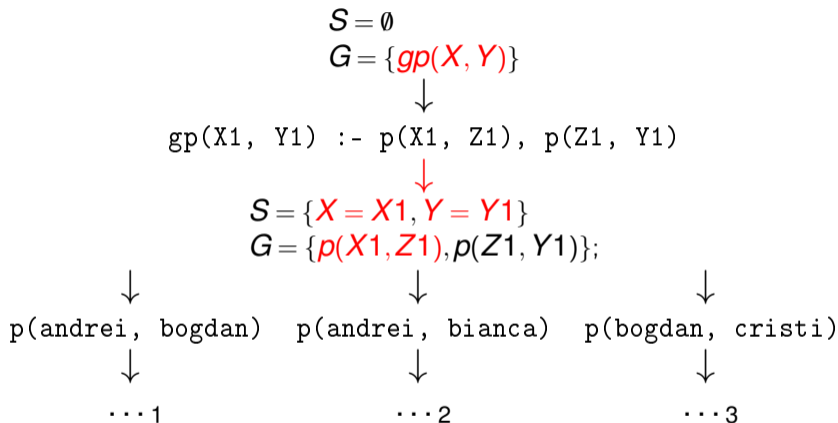 S = ∅
G = {gp(X, Y)}
gp(X1, Y1) :- p(X1, Z1), p(Z1, Y1)
S = {X = X1, Y = Y1}
G = {p(X1, Z1), p(Z1, Y1)};
p(andrei, bogdan) p(andrei, bianca) p(bogdan, cristi)
··· 1 ··· 2 ··· 3